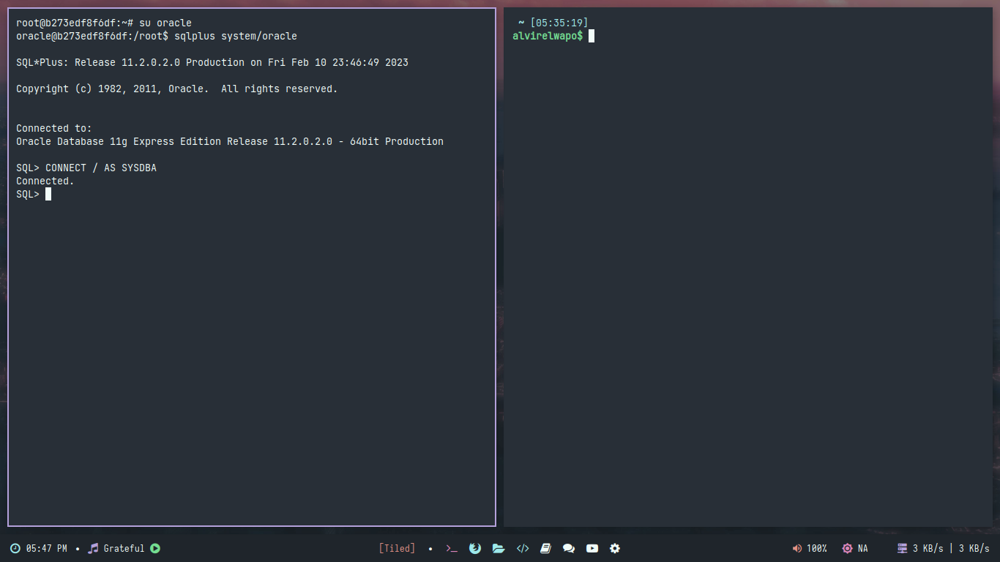 root@b273edf8f6df:~# su oracle
oracle@b273edf8f6df:/root$ sqlplus system/oracle
SQL*Plus: Release 11.2.0.2.0 Production on Fri Feb 10 23:46:49 2023
Copyright (c) 1982, 2011, Oracle.  All rights reserved.
Connected to:
Oracle Database 11g Express Edition Release 11.2.0.2.0 - 64bit Production
SQL> CONNECT / AS SYSDBA
Connected.
SQL>
~ [05:35:19]
alvirelwapo$
05:47 PM • Grateful
[Tiled] •
100% NA 3 KB/s | 3 KB/s